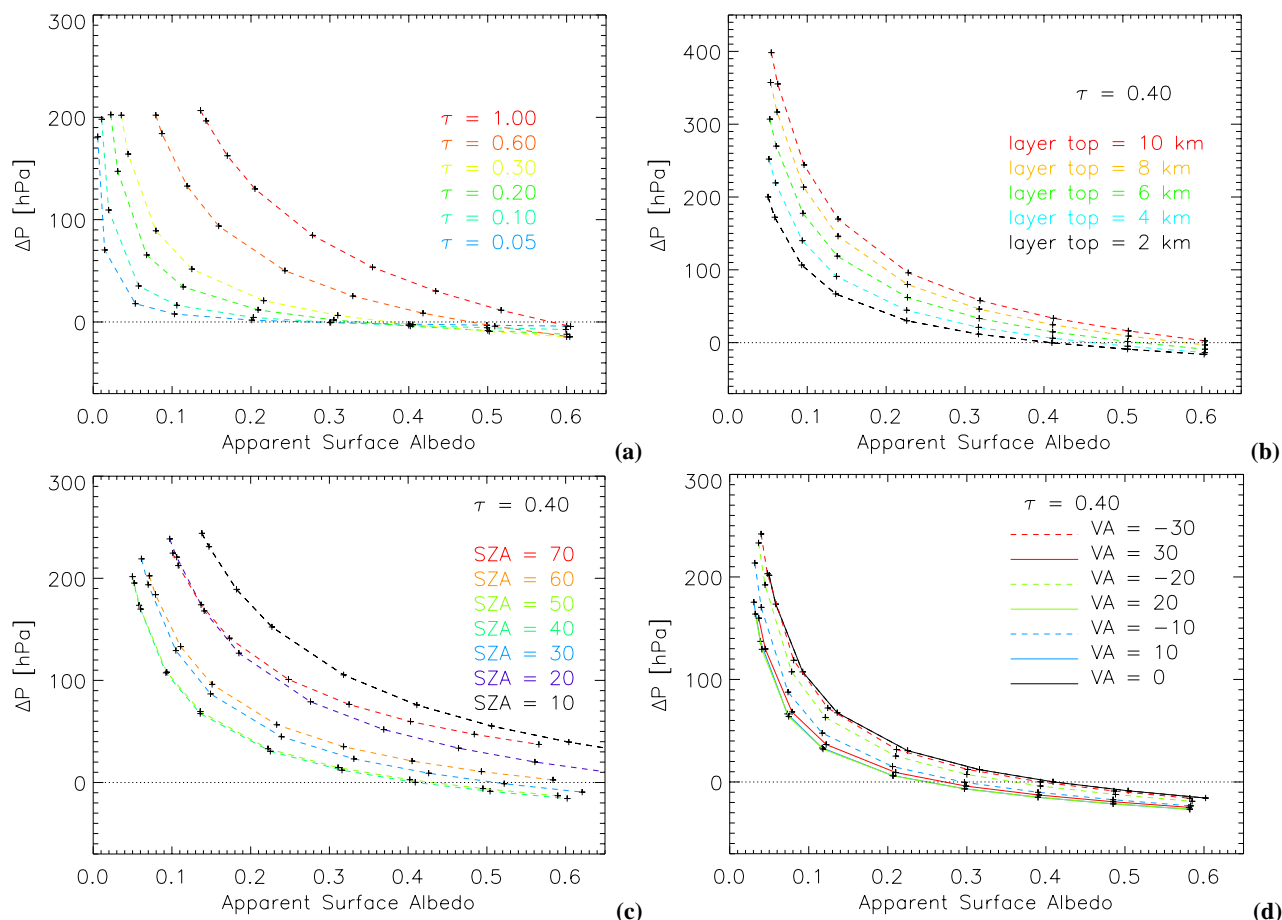 300
200
100
0
ΔP [hPa]
τ = 1.00
τ = 0.60
τ = 0.30
τ = 0.20
τ = 0.10
τ = 0.05
0.0 0.1 0.2 0.3 0.4 0.5 0.6
Apparent Surface Albedo
(a)
400
300
200
100
0
ΔP [hPa]
τ = 0.40
layer top = 10 km
layer top = 8 km
layer top = 6 km
layer top = 4 km
layer top = 2 km
0.0 0.1 0.2 0.3 0.4 0.5 0.6
Apparent Surface Albedo
(b)
300
200
100
0
ΔP [hPa]
τ = 0.40
SZA = 70
SZA = 60
SZA = 50
SZA = 40
SZA = 30
SZA = 20
SZA = 10
0.0 0.1 0.2 0.3 0.4 0.5 0.6
Apparent Surface Albedo
(c)
300
200
100
0
ΔP [hPa]
τ = 0.40
VA = −30
VA = 30
VA = −20
VA = 20
VA = −10
VA = 10
VA = 0
0.0 0.1 0.2 0.3 0.4 0.5 0.6
Apparent Surface Albedo
(d)